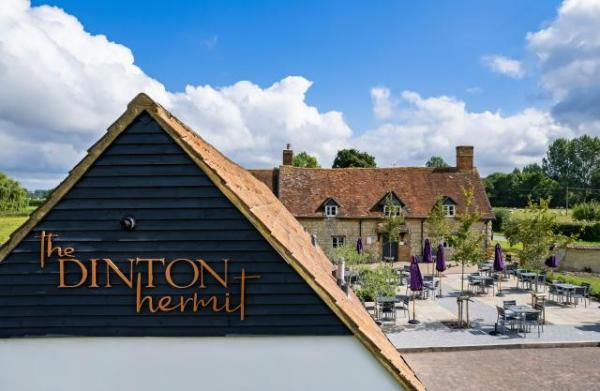 the
DINTON
hermit